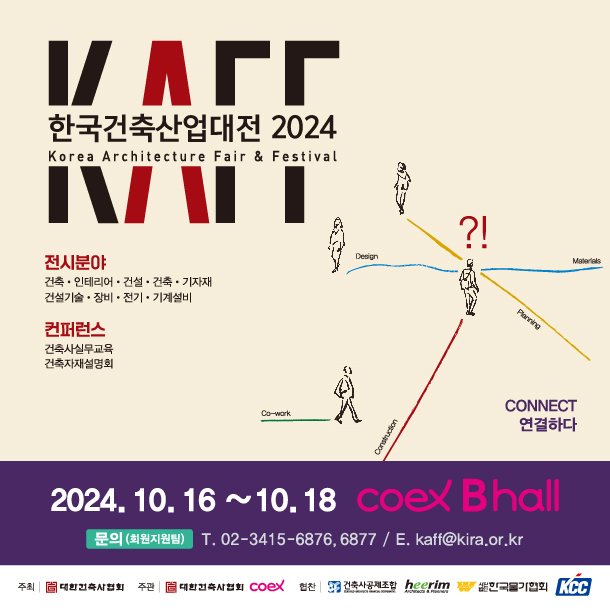 KAFF
한국건축산업대전 2024
Korea Architecture Fair & Festival
KAFF
전시분야
건축 • 인테리어 • 건설 • 건축 • 기자재
건설기술 • 장비 • 전기 • 기계설비
컨퍼런스
건축사실무교육
건축자재설명회
?!
Design
Materials
Planning
Co-work
Construction
CONNECT
연결하다
2024. 10. 16 ~ 10. 18 coex B hall
문의 (회원지원팀) T. 02-3415-6876, 6877 / E. kaff@kira.or.kr
주최 대한건축사협회 주관 대한건축사협회 coex 협찬 건축사공제조합 heerim Architects & Planners 한국물가협회 KCC